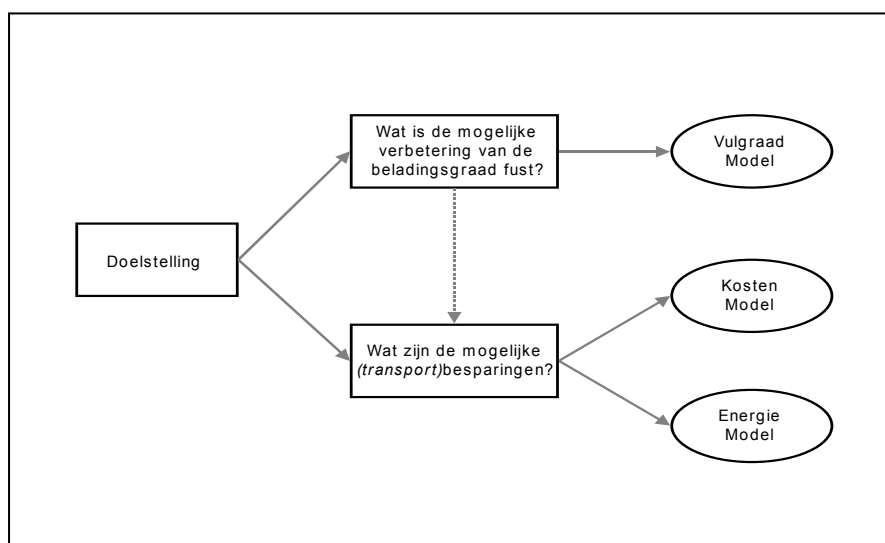 Wat is de mogelijke
verbetering van de
beladingsgraad fust?
Vulgraad
Model
Doelstelling
Kosten
Model
Wat zijn de mogelijke
(transport)besparingen?
Energie
Model